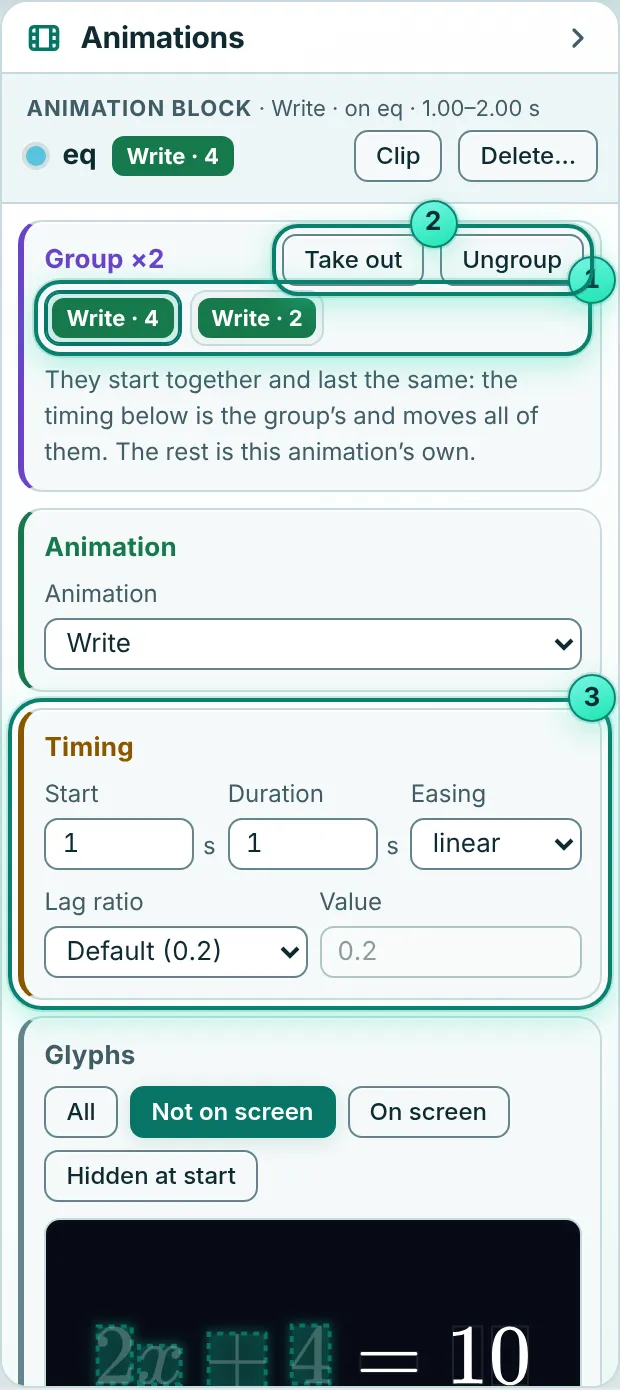 Animations
ANIMATION BLOCK · Write · on eq · 1.00–2.00 s
eq Write · 4 Clip Delete…
2
Group ×2 Take out Ungroup
1
Write · 4 Write · 2
They start together and last the same: the
timing below is the group’s and moves all of
them. The rest is this animation’s own.
Animation
Animation
Write
3
Timing
Start Duration Easing
1 s 1 s linear
Lag ratio Value
Default (0.2) 0.2
Glyphs
All Not on screen On screen
Hidden at start
2x + 4 = 10